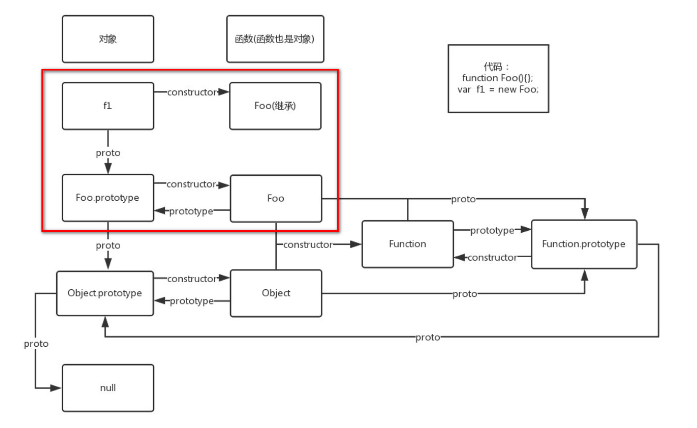 对象
函数(函数也是对象)
代码：
function Foo(){};
var f1 = new Foo;
f1
constructor
Foo(继承)
proto
Foo.prototype
constructor
prototype
Foo
proto
proto
constructor
Function
prototype
constructor
Function.prototype
Object.prototype
constructor
prototype
Object
proto
proto
proto
null